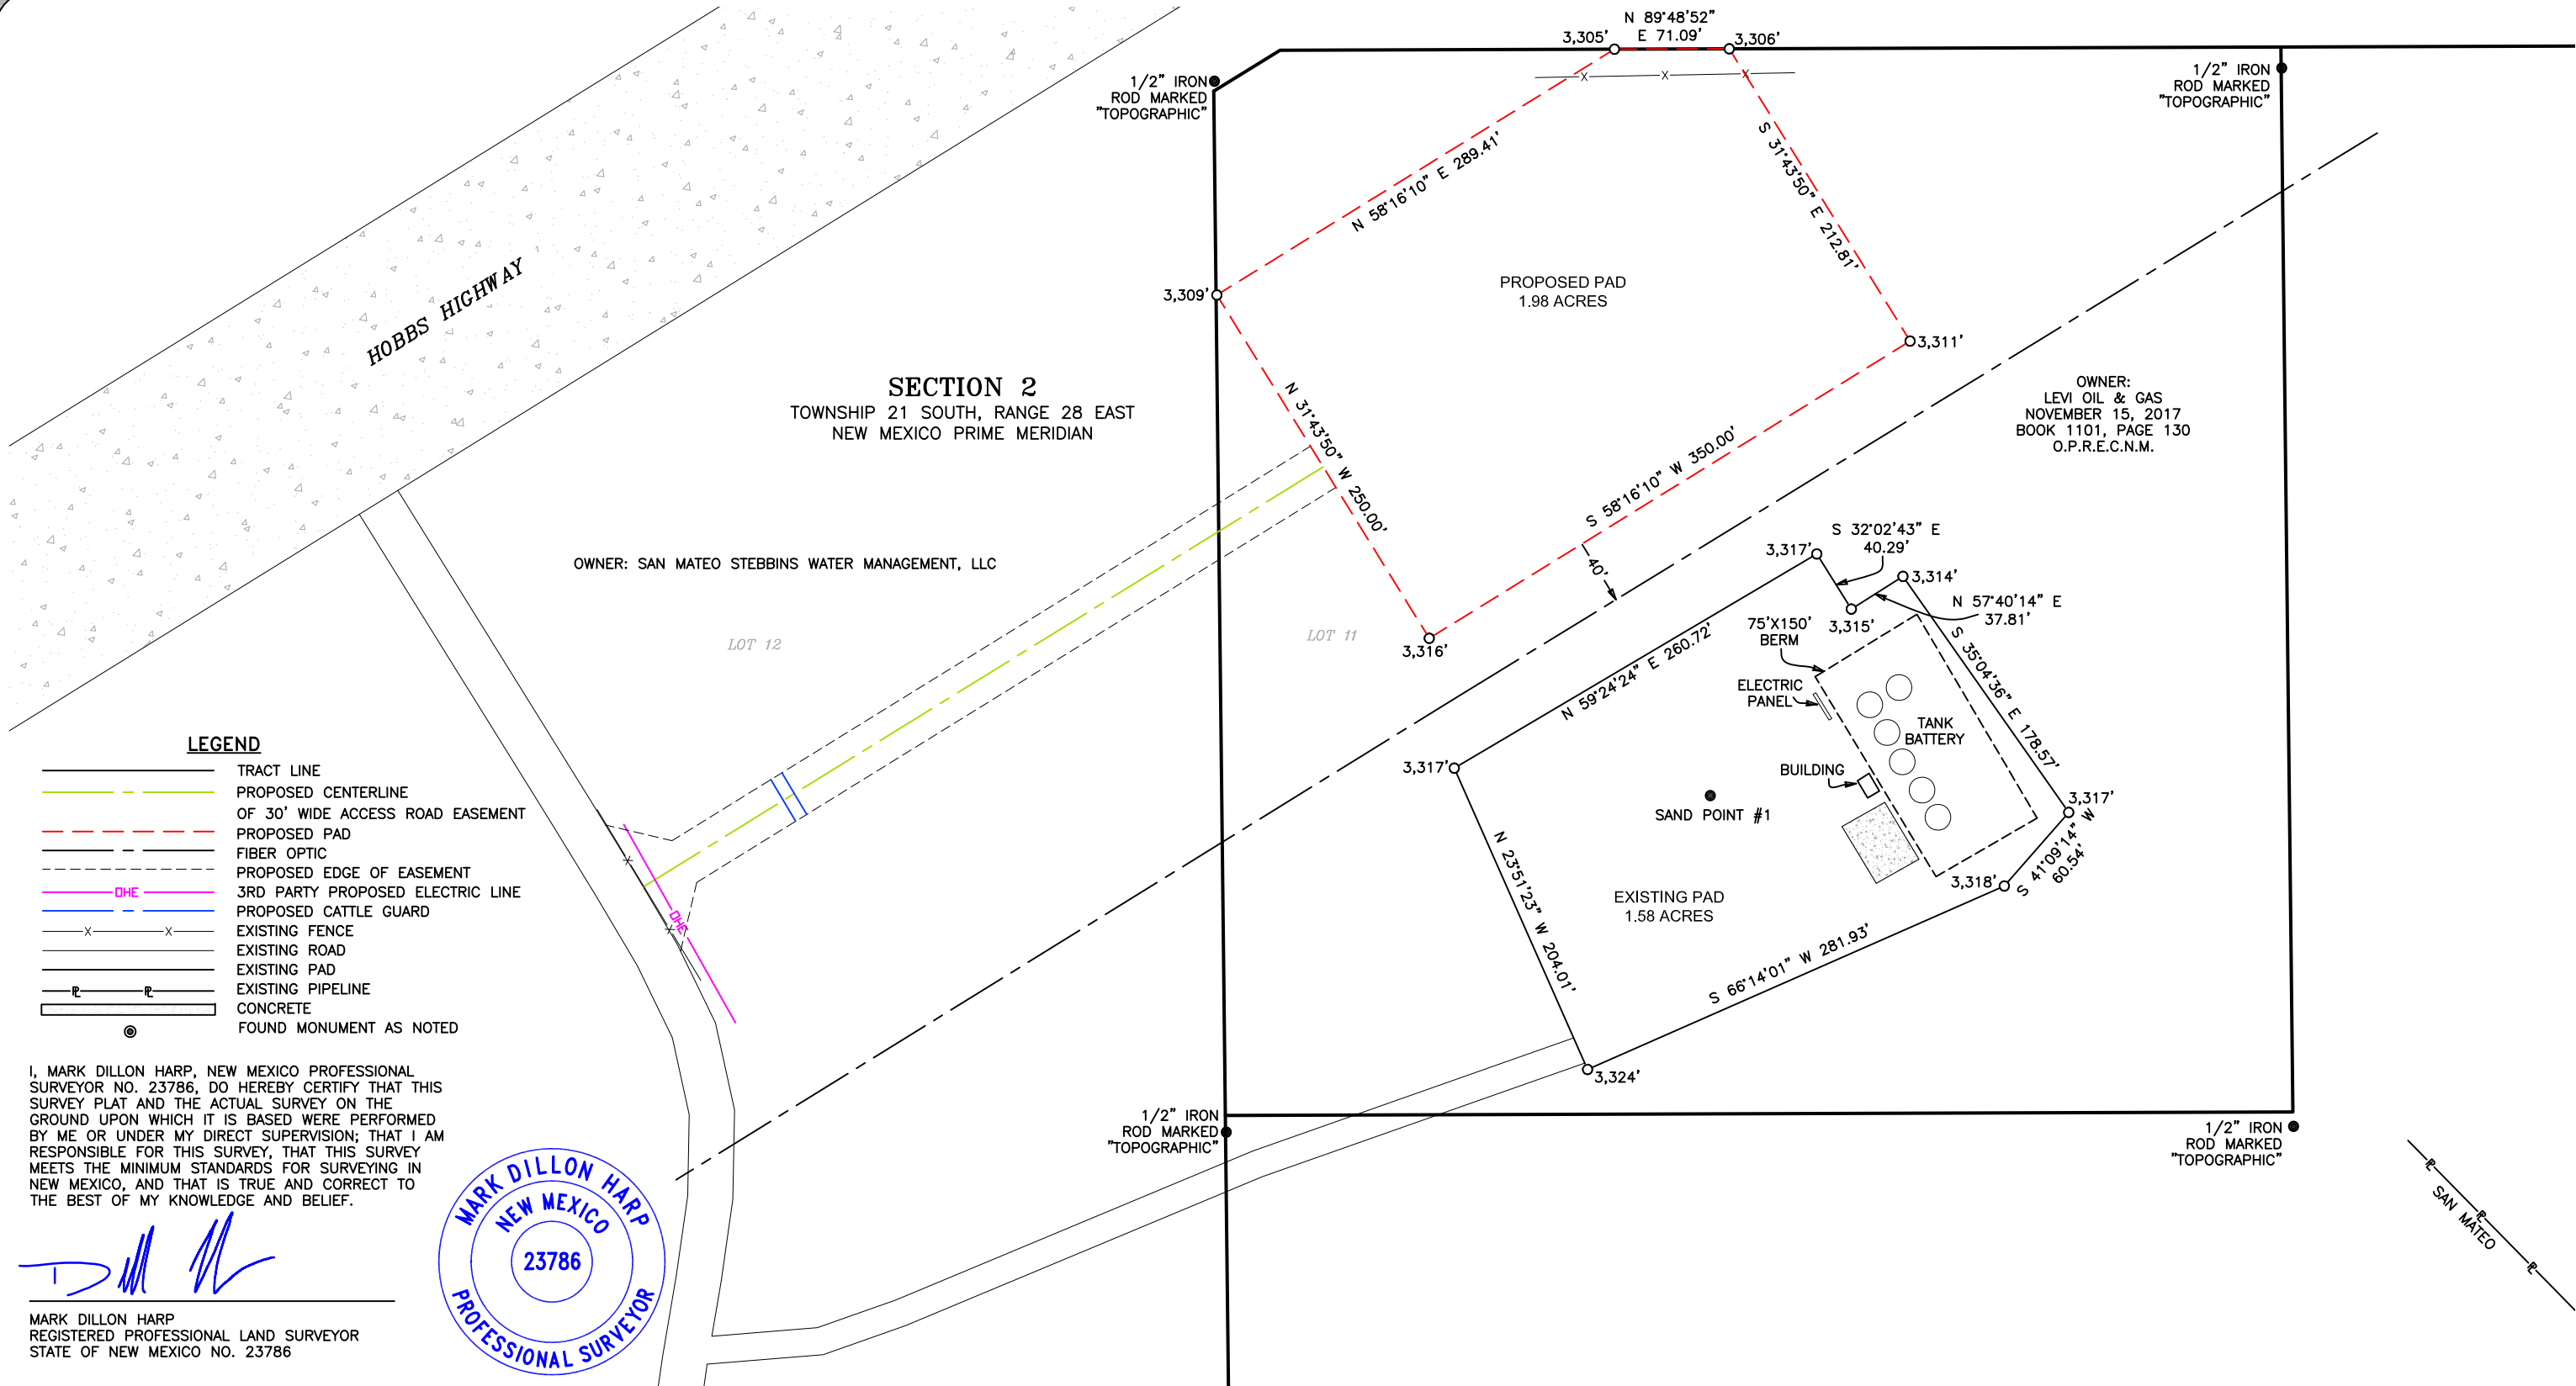 N 89°48'52"
E 71.09'
3,305'
3,306'
1/2" IRON
ROD MARKED
"TOPOGRAPHIC"
1/2" IRON
ROD MARKED
"TOPOGRAPHIC"
X X X
N 58°16'10" E 289.41'
S 31°43'50" E 212.81'
HOBBS HIGHWAY
3,309'
PROPOSED PAD
1.98 ACRES
3,311'
SECTION 2
TOWNSHIP 21 SOUTH, RANGE 28 EAST
NEW MEXICO PRIME MERIDIAN
OWNER:
LEVI OIL & GAS
NOVEMBER 15, 2017
BOOK 1101, PAGE 130
O.P.R.E.C.N.M.
N 31°43'50" W 250.00'
S 58°16'10" W 350.00'
40'
OWNER: SAN MATEO STEBBINS WATER MANAGEMENT, LLC
LOT 12
LOT 11
3,316'
S 32°02'43" E
40.29'
3,317'
3,314'
N 57°40'14" E
37.81'
3,315'
75'X150'
BERM
N 59°24'24" E 260.72'
S 35°04'36" E 178.57'
ELECTRIC
PANEL
TANK
BATTERY
BUILDING
3,317'
SAND POINT #1
3,317'
S 41°09'14" W
60.54'
3,318'
EXISTING PAD
1.58 ACRES
N 23°51'23" W 204.01'
S 66°14'01" W 281.93'
3,324'
OHE
LEGEND
TRACT LINE
PROPOSED CENTERLINE
OF 30' WIDE ACCESS ROAD EASEMENT
PROPOSED PAD
FIBER OPTIC
PROPOSED EDGE OF EASEMENT
OHE 3RD PARTY PROPOSED ELECTRIC LINE
PROPOSED CATTLE GUARD
X X EXISTING FENCE
EXISTING ROAD
EXISTING PAD
PL PL EXISTING PIPELINE
CONCRETE
FOUND MONUMENT AS NOTED
I, MARK DILLON HARP, NEW MEXICO PROFESSIONAL
SURVEYOR NO. 23786, DO HEREBY CERTIFY THAT THIS
SURVEY PLAT AND THE ACTUAL SURVEY ON THE
GROUND UPON WHICH IT IS BASED WERE PERFORMED
BY ME OR UNDER MY DIRECT SUPERVISION; THAT I AM
RESPONSIBLE FOR THIS SURVEY, THAT THIS SURVEY
MEETS THE MINIMUM STANDARDS FOR SURVEYING IN
NEW MEXICO, AND THAT IS TRUE AND CORRECT TO
THE BEST OF MY KNOWLEDGE AND BELIEF.
MARK DILLON HARP
REGISTERED PROFESSIONAL LAND SURVEYOR
STATE OF NEW MEXICO NO. 23786
MARK DILLON HARP
NEW MEXICO
23786
PROFESSIONAL SURVEYOR
1/2" IRON
ROD MARKED
"TOPOGRAPHIC"
1/2" IRON
ROD MARKED
"TOPOGRAPHIC"
PL PL PL
SAN MATEO